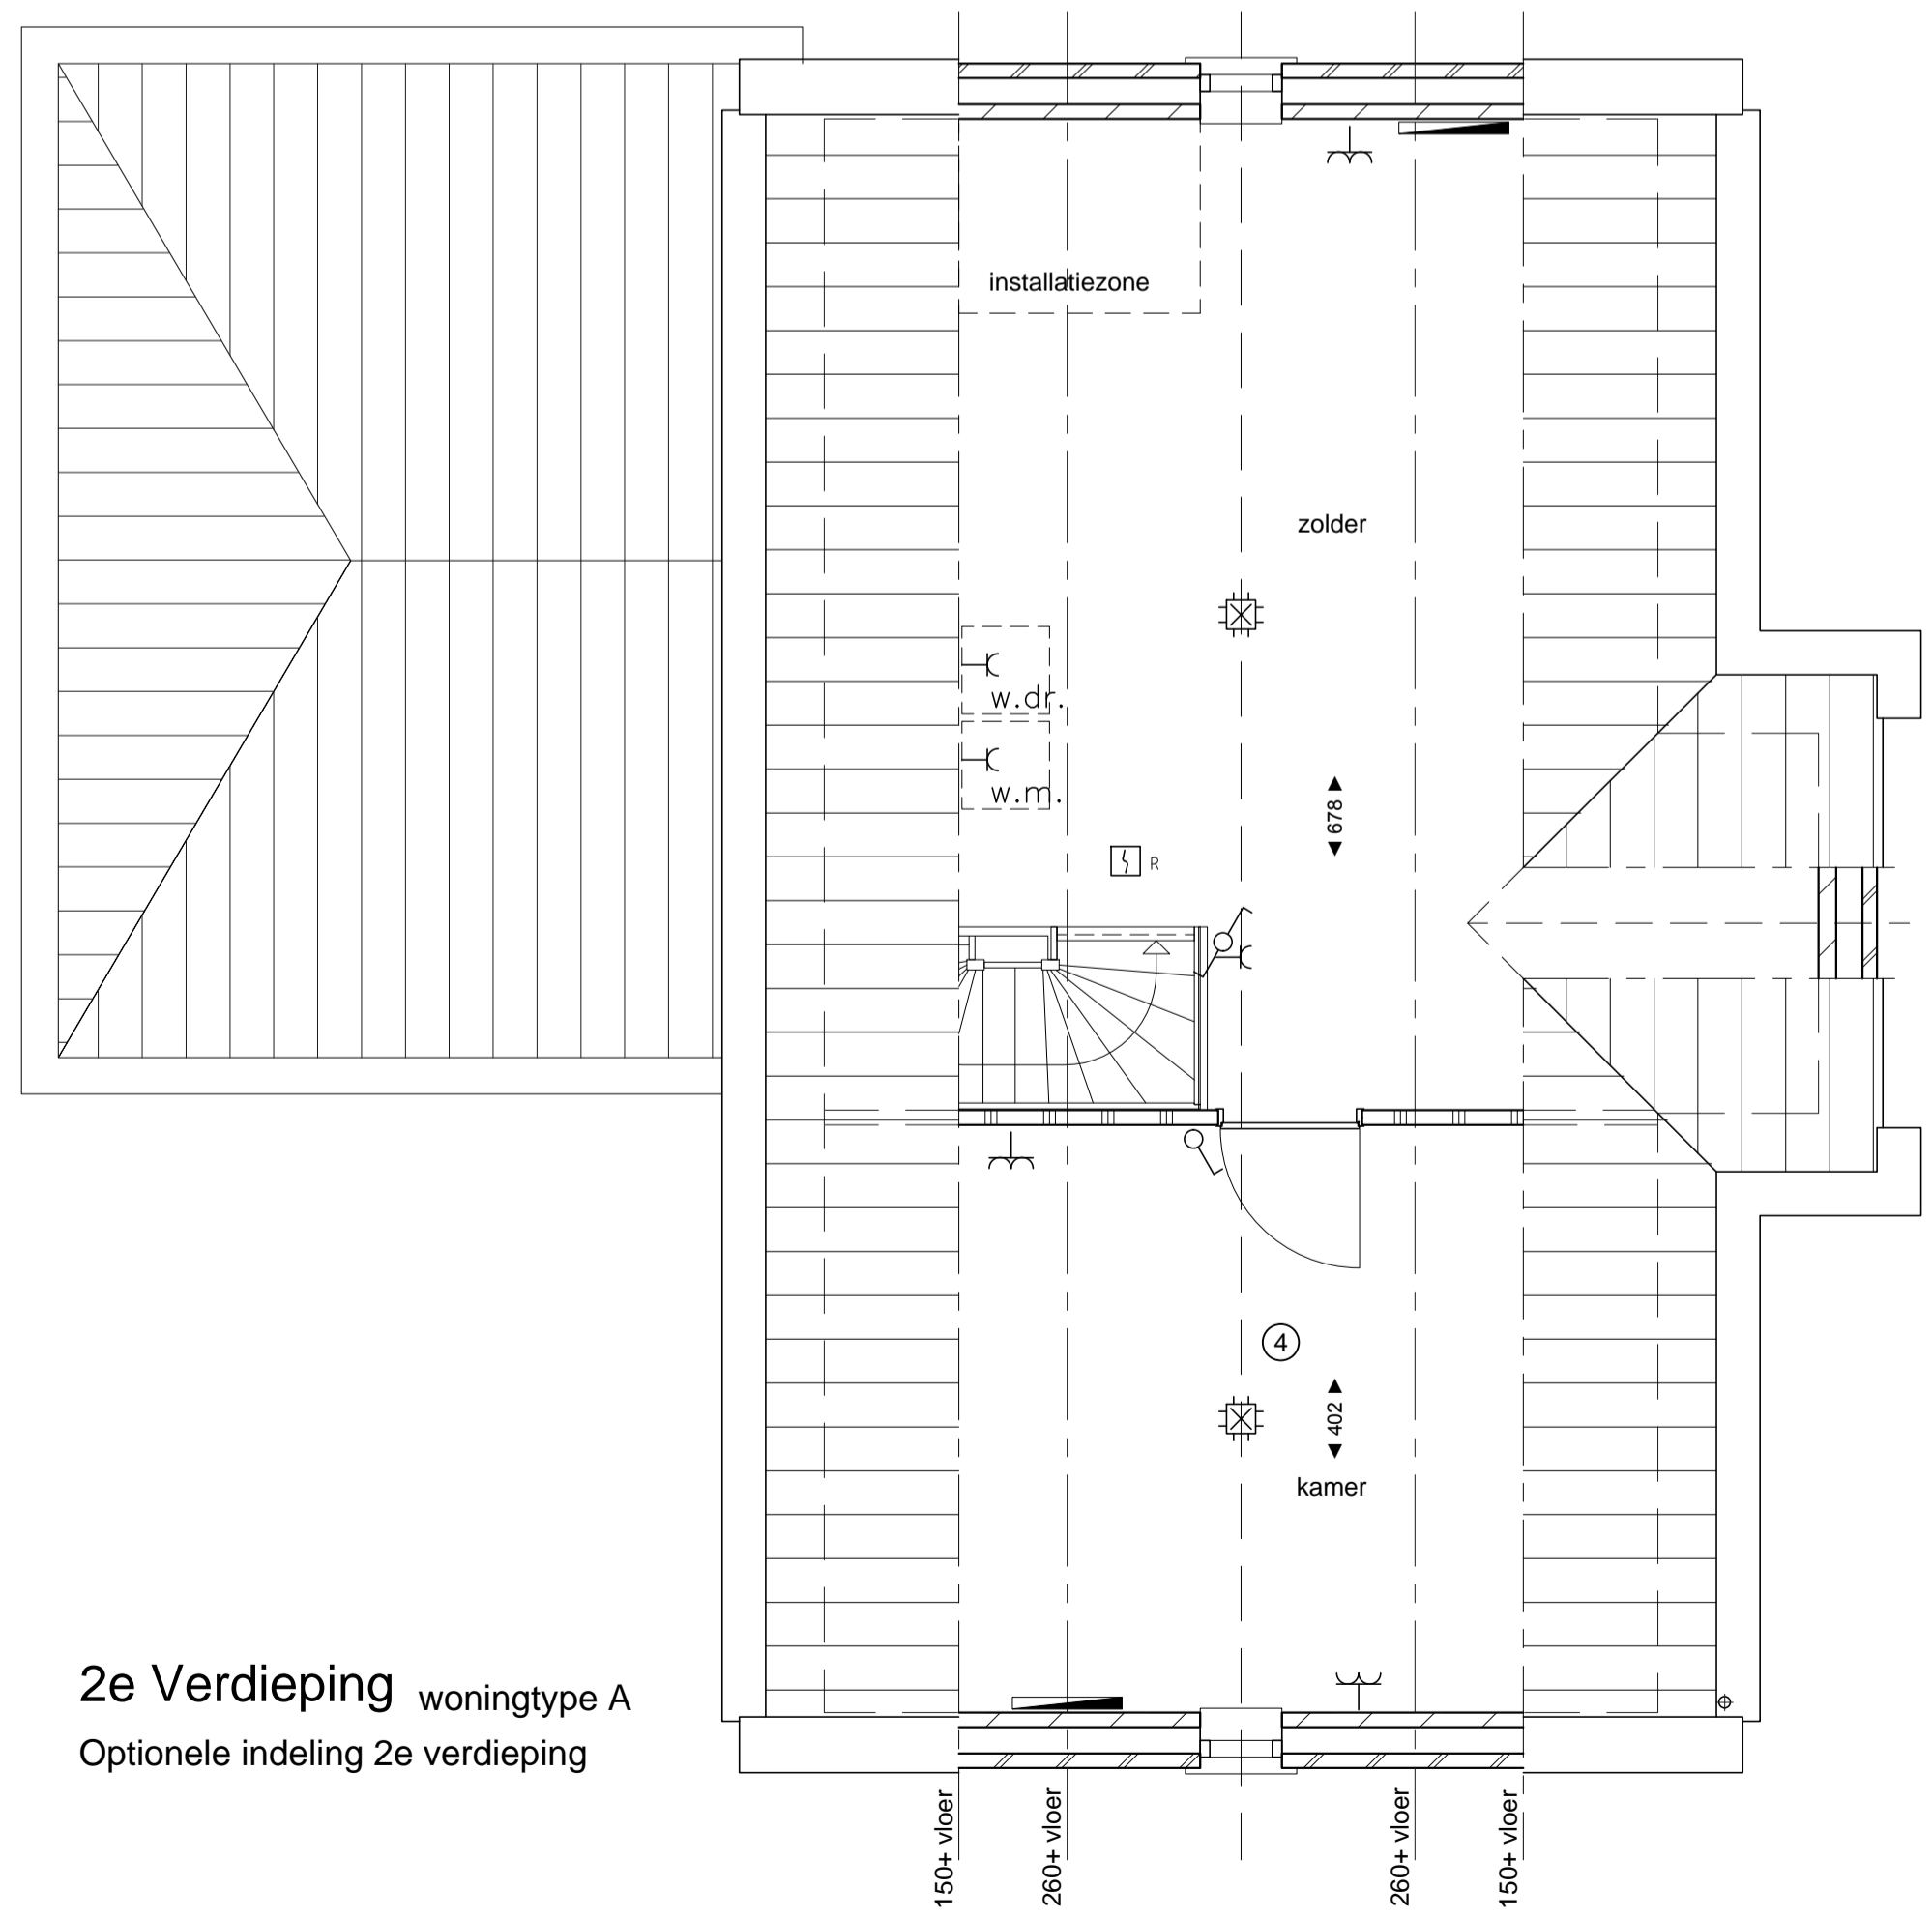 installatiezone
zolder
w.dr.
w.m.
678
R
4
402
kamer
2e Verdieping woningtype A
Optionele indeling 2e verdieping
150+ vloer
260+ vloer
260+ vloer
150+ vloer